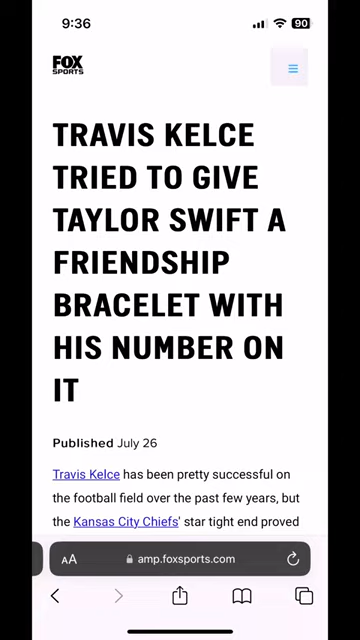 9:36
90
FOX
SPORTS
TRAVIS KELCE
TRIED TO GIVE
TAYLOR SWIFT A
FRIENDSHIP
BRACELET WITH
HIS NUMBER ON
IT
Published July 26
Travis Kelce has been pretty successful on
the football field over the past few years, but
the Kansas City Chiefs' star tight end proved
AA amp.foxsports.com